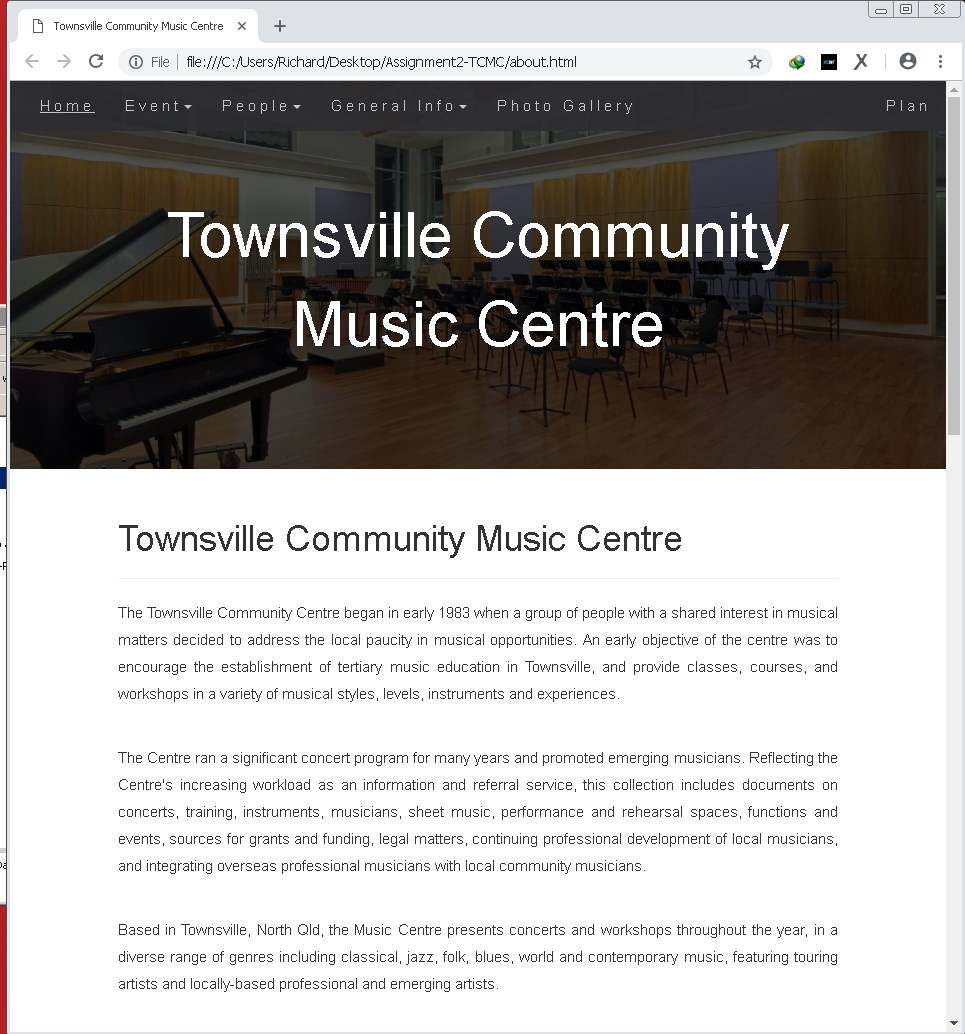 Townsville Community Music Centre
File
file:///C:/Users/Richard/Desktop/Assignment2-TCMC/about.html
Home Event People General Info Photo Gallery Plan
Townsville Community
Music Centre
Townsville Community Music Centre
The Townsville Community Centre began in early 1983 when a group of people with a shared interest in musical
matters decided to address the local paucity in musical opportunities. An early objective of the centre was to
encourage the establishment of tertiary music education in Townsville, and provide classes, courses, and
workshops in a variety of musical styles, levels, instruments and experiences.
The Centre ran a significant concert program for many years and promoted emerging musicians. Reflecting the
Centre's increasing workload as an information and referral service, this collection includes documents on
concerts, training, instruments, musicians, sheet music, performance and rehearsal spaces, functions and
events, sources for grants and funding, legal matters, continuing professional development of local musicians,
and integrating overseas professional musicians with local community musicians.
Based in Townsville, North Qld, the Music Centre presents concerts and workshops throughout the year, in a
diverse range of genres including classical, jazz, folk, blues, world and contemporary music, featuring touring
artists and locally-based professional and emerging artists.